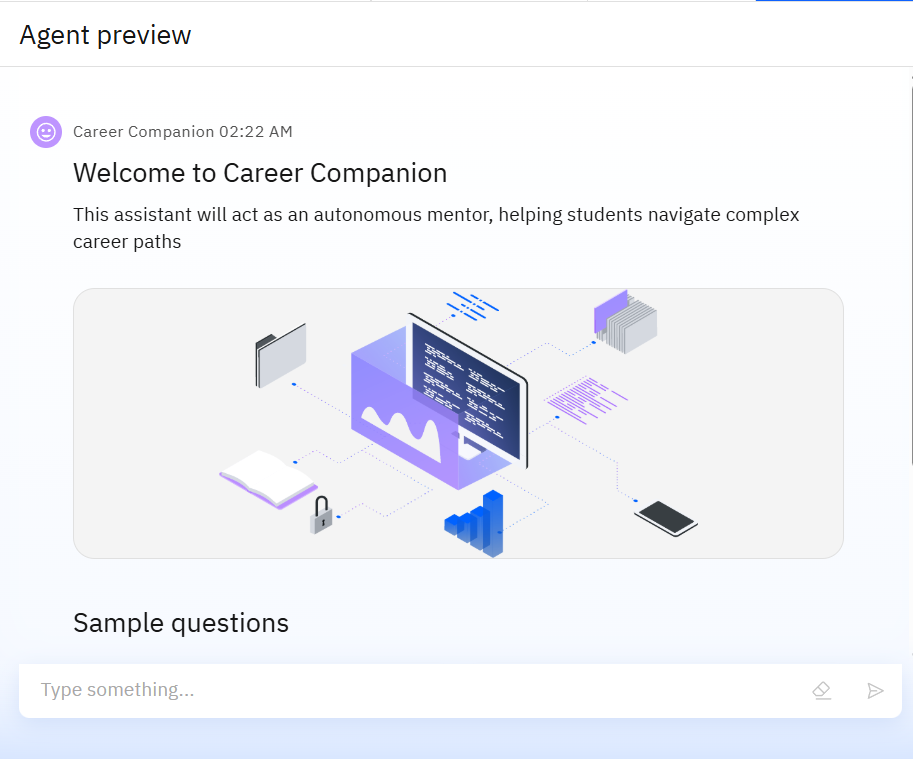 Agent preview
Career Companion 02:22 AM
Welcome to Career Companion
This assistant will act as an autonomous mentor, helping students navigate complex
career paths
Sample questions
Type something...